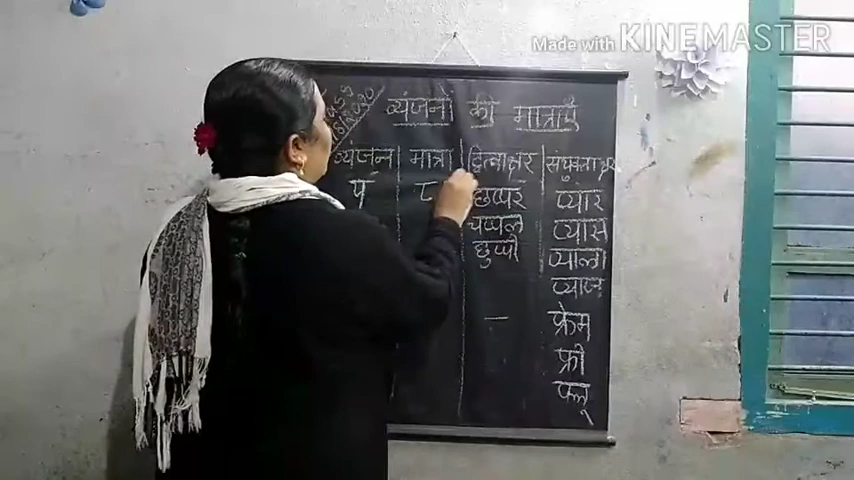 Made with KINEMASTER
व्यंजनों की मात्राएँ
व्यंजन मात्रा द्वित्वाक्षर संयुक्ताक्षर
प छप्पर प्यार
चप्पल प्यास
छुप्पी प्याला
प्याज
— फ्रेम
फ्री
फ्लू